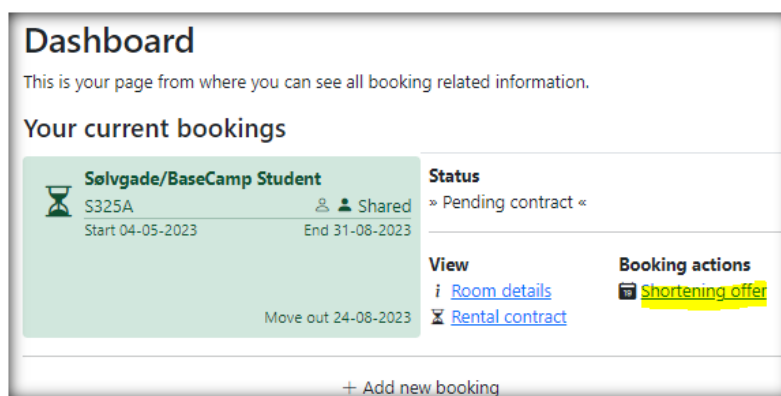 Dashboard
This is your page from where you can see all booking related information.
Your current bookings
Sølvgade/BaseCamp Student
S325A Shared
Start 04-05-2023 End 31-08-2023
Move out 24-08-2023
Status
» Pending contract «
View
i Room details
Rental contract
Booking actions
19 Shortening offer
+ Add new booking